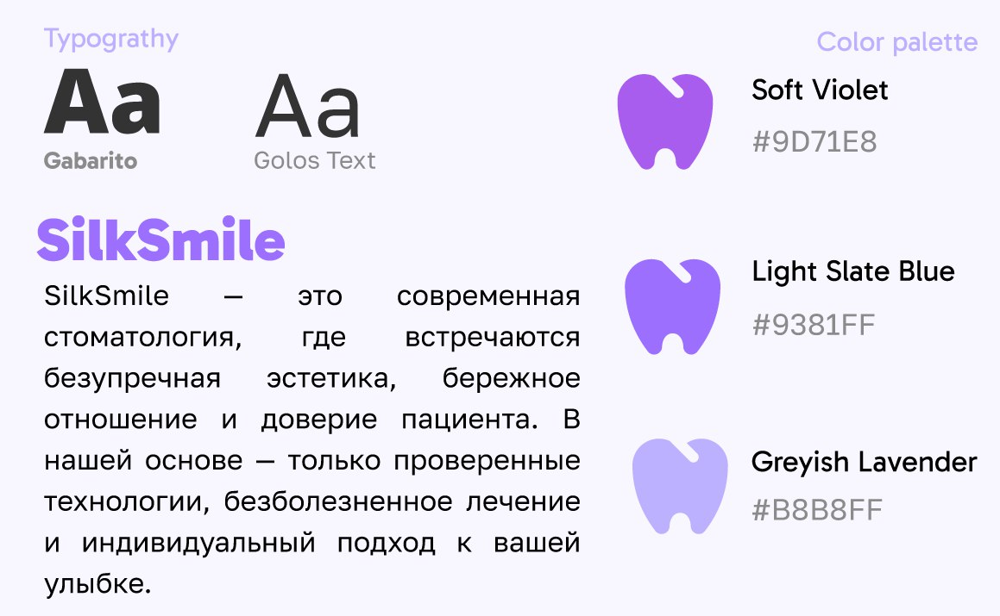 Typograthy
Aa
Gabarito
Aa
Golos Text
SilkSmile
SilkSmile — это современная
стоматология, где встречаются
безупречная эстетика, бережное
отношение и доверие пациента. В
нашей основе — только проверенные
технологии, безболезненное лечение
и индивидуальный подход к вашей
улыбке.
Color palette
Soft Violet
#9D71E8
Light Slate Blue
#9381FF
Greyish Lavender
#B8B8FF